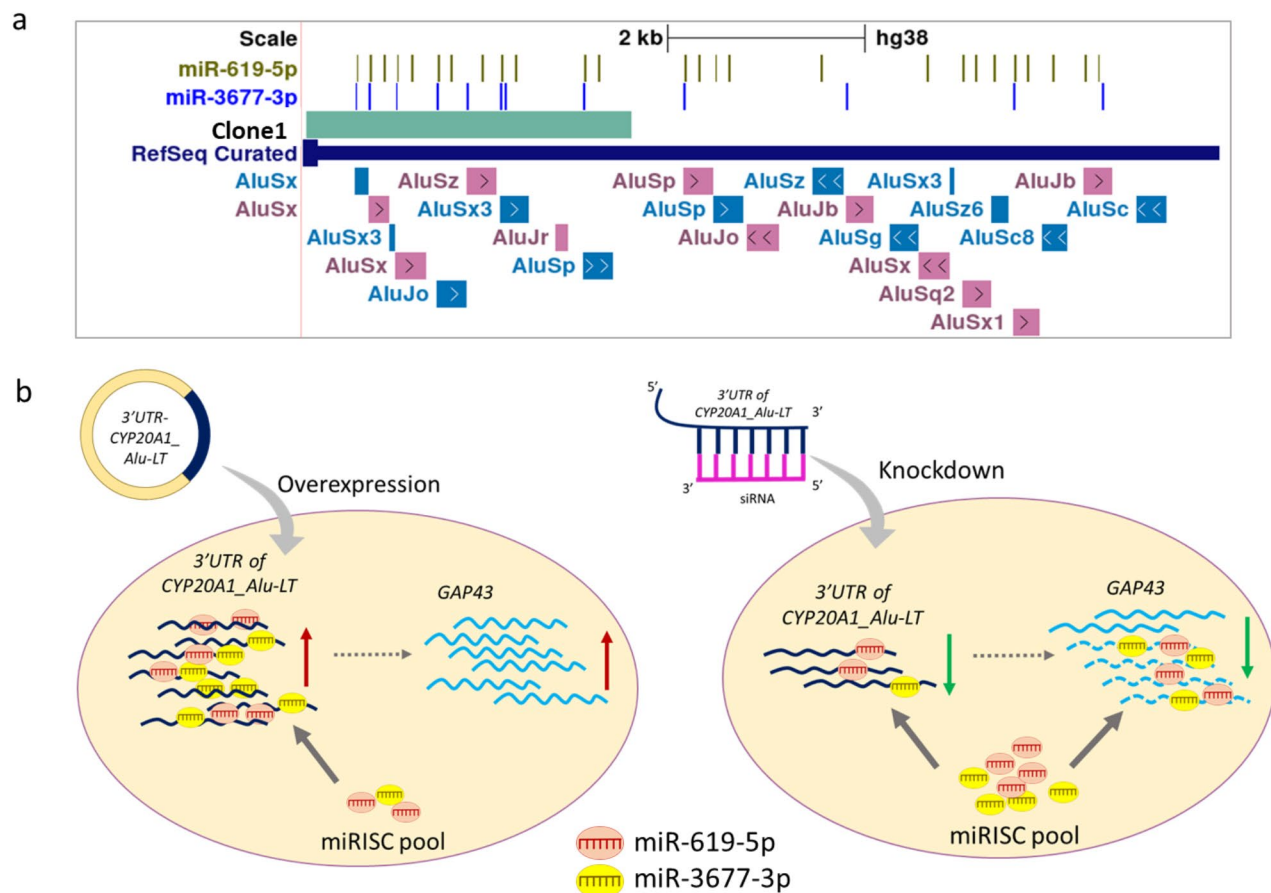 a
Scale 2 kb hg38
miR-619-5p
miR-3677-3p
Clone1
RefSeq Curated
AluSx AluSz AluSp AluSz AluSx3 AluJb
AluSx AluSx3 AluSp AluJb AluSz6 AluSc
AluSx3 AluJr AluJo AluSg AluSc8
AluSx AluSp AluSx
AluJo AluSq2
AluSx1
b
3'UTR-
CYP20A1_
Alu-LT
Overexpression
3'UTR of
CYP20A1_Alu-LT
GAP43
miRISC pool
5’
3'UTR of
CYP20A1_Alu-LT
3’
3’
siRNA
5’
Knockdown
3'UTR of
CYP20A1_Alu-LT
GAP43
miRISC pool
miR-619-5p
miR-3677-3p